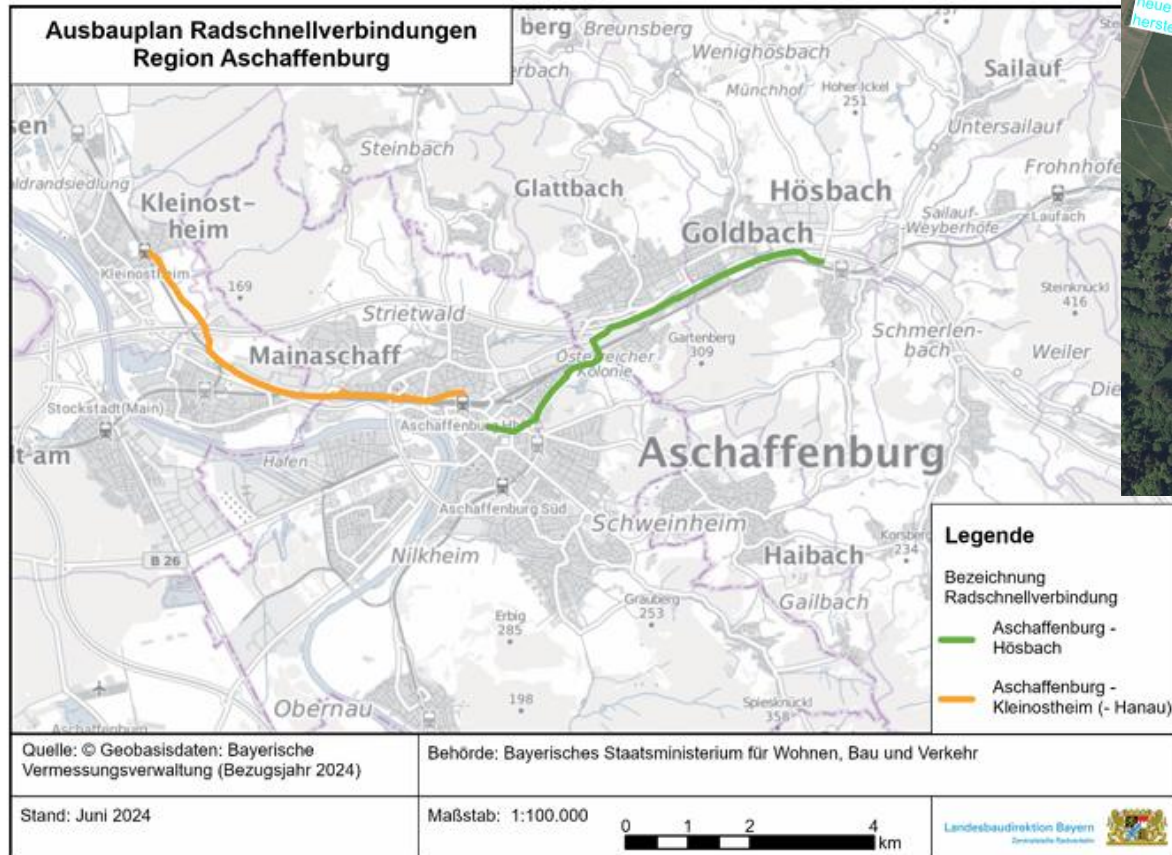 Ausbauplan Radschnellverbindungen
Region Aschaffenburg
berg
Breunsberg
Wenighösbach
Sailauf
Münchhof
Hoher Ickel
251
Untersailauf
Steinbach
Glattbach
Hösbach
Frohnhofe
Laufach
Kleinost-
heim
Goldbach
Sailauf
-Weyberhöfe
Kleinostheim
169
Strietwald
Steinknückl
416
Gartenberg
309
Schmerlen-
bach
Weiler
Mainaschaff
Österreicher
Kolonie
Stockstadt(Main)
Hafen
Aschaffenburg
Aschaffenburg Süd
Schweinheim
Nilkheim
B 26
Haibach
Korsberg
234
Gailbach
Grauberg
253
Erbig
285
Obernau
198
Spiesknückl
358
Legende
Bezeichnung
Radschnellverbindung
Aschaffenburg -
Hösbach
Aschaffenburg -
Kleinostheim (- Hanau)
Quelle: © Geobasisdaten: Bayerische
Vermessungsverwaltung (Bezugsjahr 2024)
Behörde: Bayerisches Staatsministerium für Wohnen, Bau und Verkehr
Stand: Juni 2024
Maßstab: 1:100.000
0 1 2 4
km
Landesbaudirektion Bayern